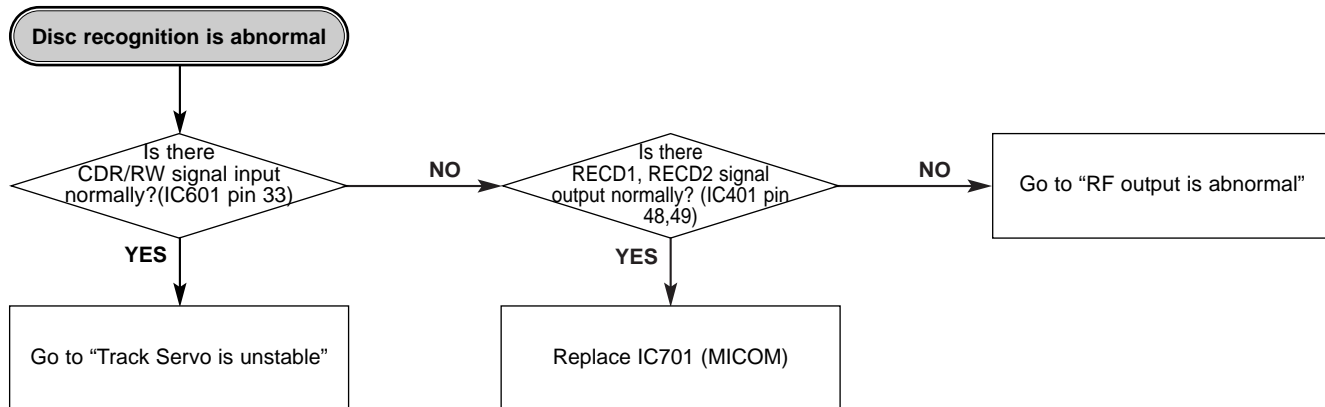 Disc recognition is abnormal
Is there
CDR/RW signal input
normally?(IC601 pin 33)
NO
Is there
RECD1, RECD2 signal
output normally? (IC401 pin
48,49)
NO
Go to “RF output is abnormal”
YES
YES
Go to “Track Servo is unstable”
Replace IC701 (MICOM)